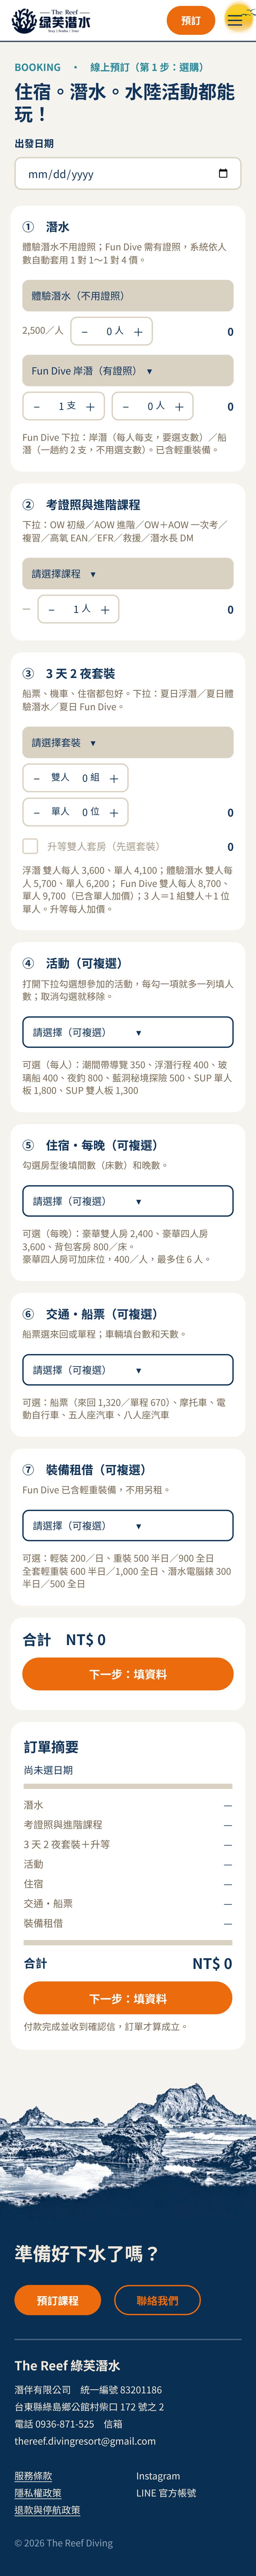 The Reef
綠芙潛水
Stay | Scuba | Tour
預訂
BOOKING ・ 線上預訂（第 1 步：選購）
住宿。潛水。水陸活動都能
玩！
出發日期
mm/dd/yyyy
① 潛水
體驗潛水不用證照；Fun Dive 需有證照，系統依人
數自動套用 1 對 1～1 對 4 價。
體驗潛水（不用證照）
2,500／人 − 0 人 ＋ 0
Fun Dive 岸潛（有證照） ▾
− 1 支 ＋ − 0 人 ＋ 0
Fun Dive 下拉：岸潛（每人每支，要選支數）／船
潛（一趟約 2 支，不用選支數）。已含輕重裝備。
② 考證照與進階課程
下拉：OW 初級／AOW 進階／OW＋AOW 一次考／
複習／高氧 EAN／EFR／救援／潛水長 DM
請選擇課程 ▾
— − 1 人 ＋ 0
③ 3 天 2 夜套裝
船票、機車、住宿都包好。下拉：夏日浮潛／夏日體
驗潛水／夏日 Fun Dive。
請選擇套裝 ▾
− 雙人 0 組 ＋
− 單人 0 位 ＋ 0
升等雙人套房（先選套裝） 0
浮潛 雙人每人 3,600、單人 4,100；體驗潛水 雙人每
人 5,700、單人 6,200； Fun Dive 雙人每人 8,700、
單人 9,700（已含單人加價）；3 人＝1 組雙人＋1 位
單人。升等每人加價。
④ 活動（可複選）
打開下拉勾選想參加的活動，每勾一項就多一列填人
數；取消勾選就移除。
請選擇（可複選） ▾
可選（每人）：潮間帶導覽 350、浮潛行程 400、玻
璃船 400、夜釣 800、藍洞秘境探險 500、SUP 單人
板 1,800、SUP 雙人板 1,300
⑤ 住宿・每晚（可複選）
勾選房型後填間數（床數）和晚數。
請選擇（可複選） ▾
可選（每晚）：豪華雙人房 2,400、豪華四人房
3,600、背包客房 800／床。
豪華四人房可加床位，400／人，最多住 6 人。
⑥ 交通・船票（可複選）
船票選來回或單程；車輛填台數和天數。
請選擇（可複選） ▾
可選：船票（來回 1,320／單程 670）、摩托車、電
動自行車、五人座汽車、八人座汽車
⑦ 裝備租借（可複選）
Fun Dive 已含輕重裝備，不用另租。
請選擇（可複選） ▾
可選：輕裝 200／日、重裝 500 半日／900 全日
全套輕重裝 600 半日／1,000 全日、潛水電腦錶 300
半日／500 全日
合計 NT$ 0
下一步：填資料
訂單摘要
尚未選日期
潛水 —
考證照與進階課程 —
3 天 2 夜套裝＋升等 —
活動 —
住宿 —
交通・船票 —
裝備租借 —
合計 NT$ 0
下一步：填資料
付款完成並收到確認信，訂單才算成立。
準備好下水了嗎？
預訂課程 聯絡我們
The Reef 綠芙潛水
潛伴有限公司 統一編號 83201186
台東縣綠島鄉公館村柴口 172 號之 2
電話 0936-871-525 信箱
thereef.divingresort@gmail.com
服務條款 Instagram
隱私權政策 LINE 官方帳號
退款與停航政策
© 2026 The Reef Diving